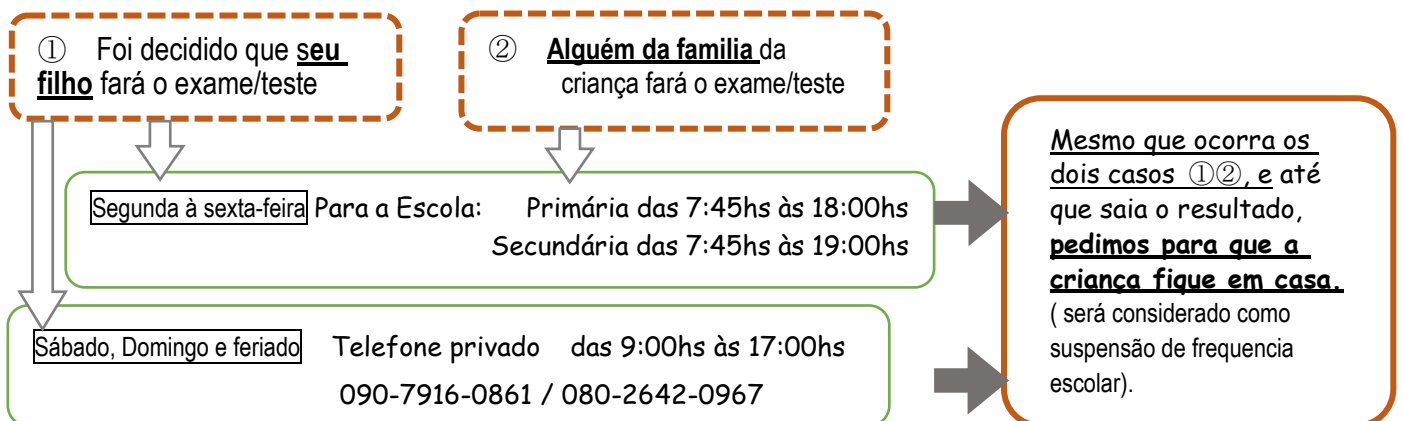 ① Foi decidido que seu
filho fará o exame/teste
② Alguém da familia da
criança fará o exame/teste
Segunda à sexta-feira Para a Escola: Primária das 7:45hs às 18:00hs
Secundária das 7:45hs às 19:00hs
Sábado, Domingo e feriado Telefone privado das 9:00hs às 17:00hs
090-7916-0861 / 080-2642-0967
Mesmo que ocorra os
dois casos ①②, e até
que saia o resultado,
pedimos para que a
criança fique em casa.
( será considerado como
suspensão de frequencia
escolar).